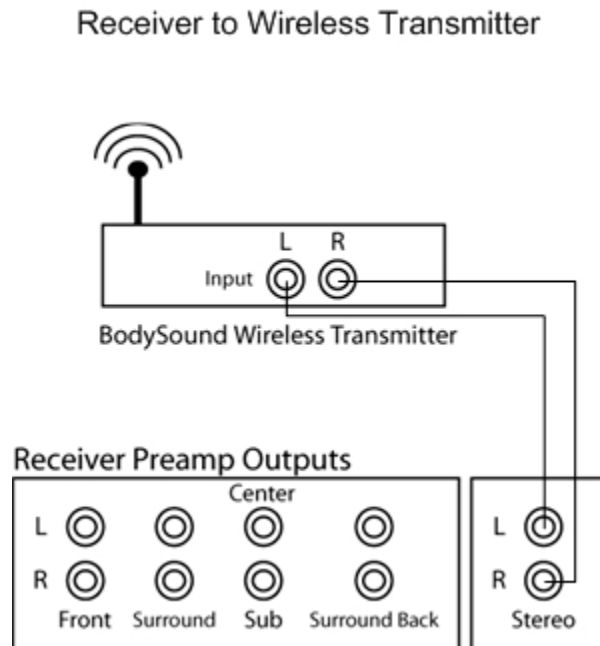 Receiver to Wireless Transmitter
L R
Input
BodySound Wireless Transmitter
Receiver Preamp Outputs
Center
L
R
Front Surround Sub Surround Back
L
R
Stereo